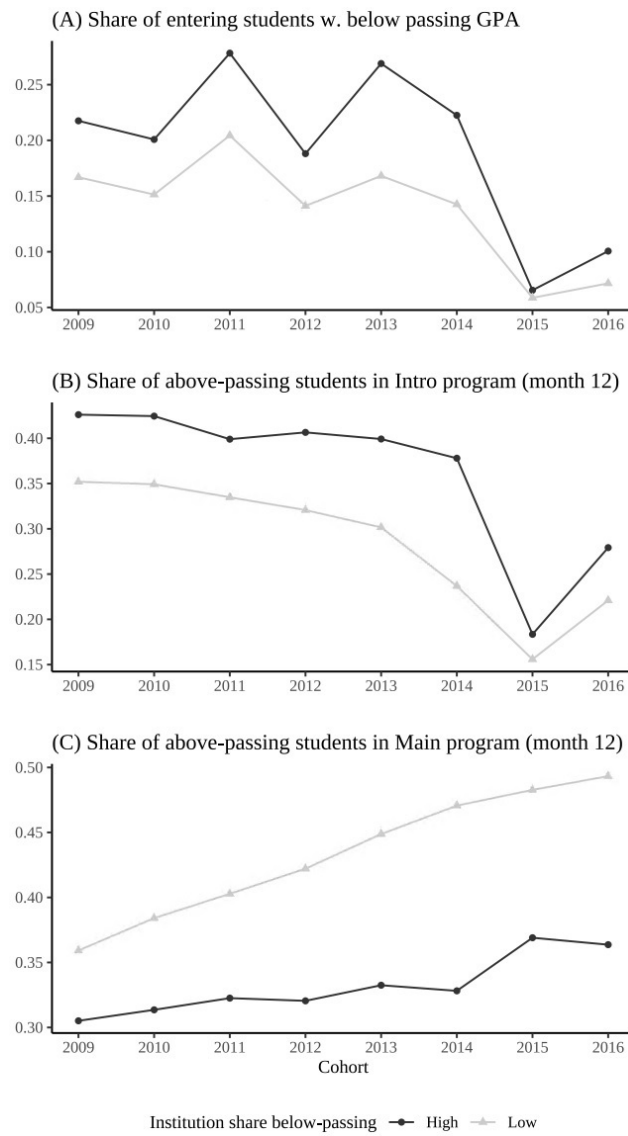 (A) Share of entering students w. below passing GPA
0.25
0.20
0.15
0.10
0.05
2009 2010 2011 2012 2013 2014 2015 2016
(B) Share of above-passing students in Intro program (month 12)
0.40
0.35
0.30
0.25
0.20
0.15
2009 2010 2011 2012 2013 2014 2015 2016
(C) Share of above-passing students in Main program (month 12)
0.50
0.45
0.40
0.35
0.30
2009 2010 2011 2012 2013 2014 2015 2016
Cohort
Institution share below-passing High Low